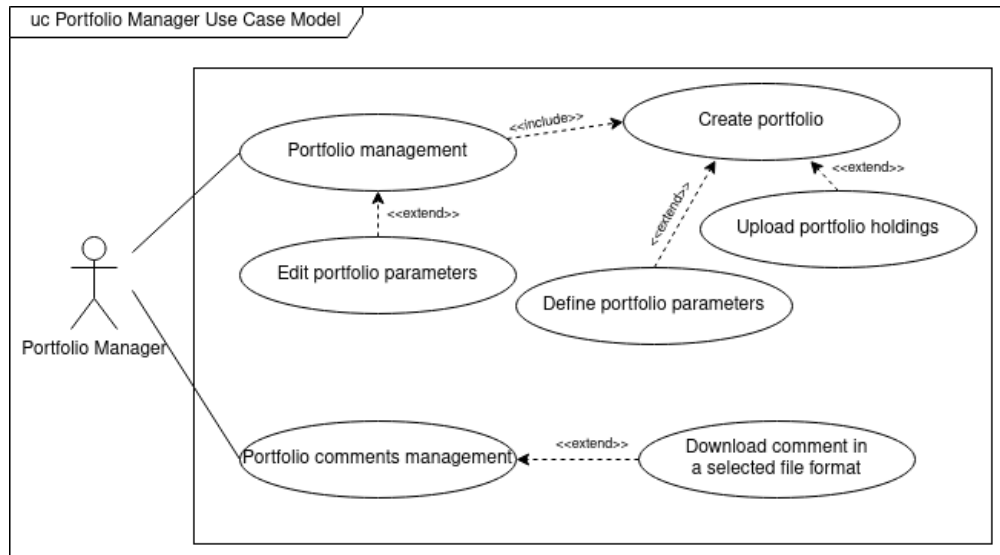 uc Portfolio Manager Use Case Model
Portfolio management
<<include>>
Create portfolio
<<extend>>
<<extend>>
<<extend>>
Upload portfolio holdings
Edit portfolio parameters
Define portfolio parameters
Portfolio Manager
Portfolio comments management
<<extend>>
Download comment in
a selected file format